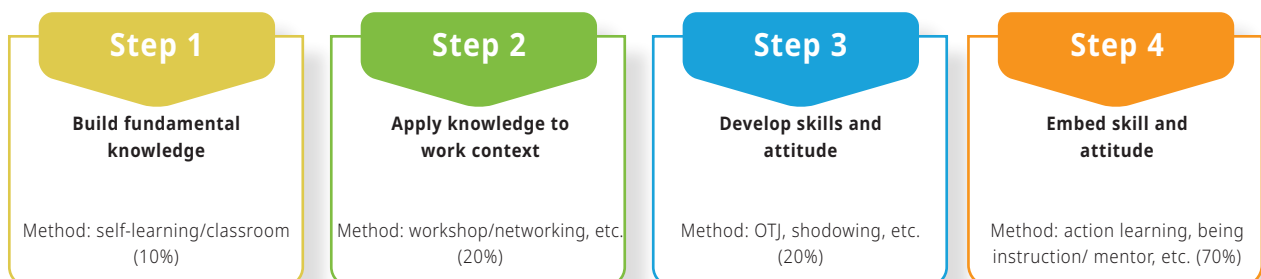 Step 1
Build fundamental
knowledge
Method: self-learning/classroom
(10%)
Step 2
Apply knowledge to
work context
Method: workshop/networking, etc.
(20%)
Step 3
Develop skills and
attitude
Method: OTJ, shodowing, etc.
(20%)
Step 4
Embed skill and
attitude
Method: action learning, being
instruction/ mentor, etc. (70%)